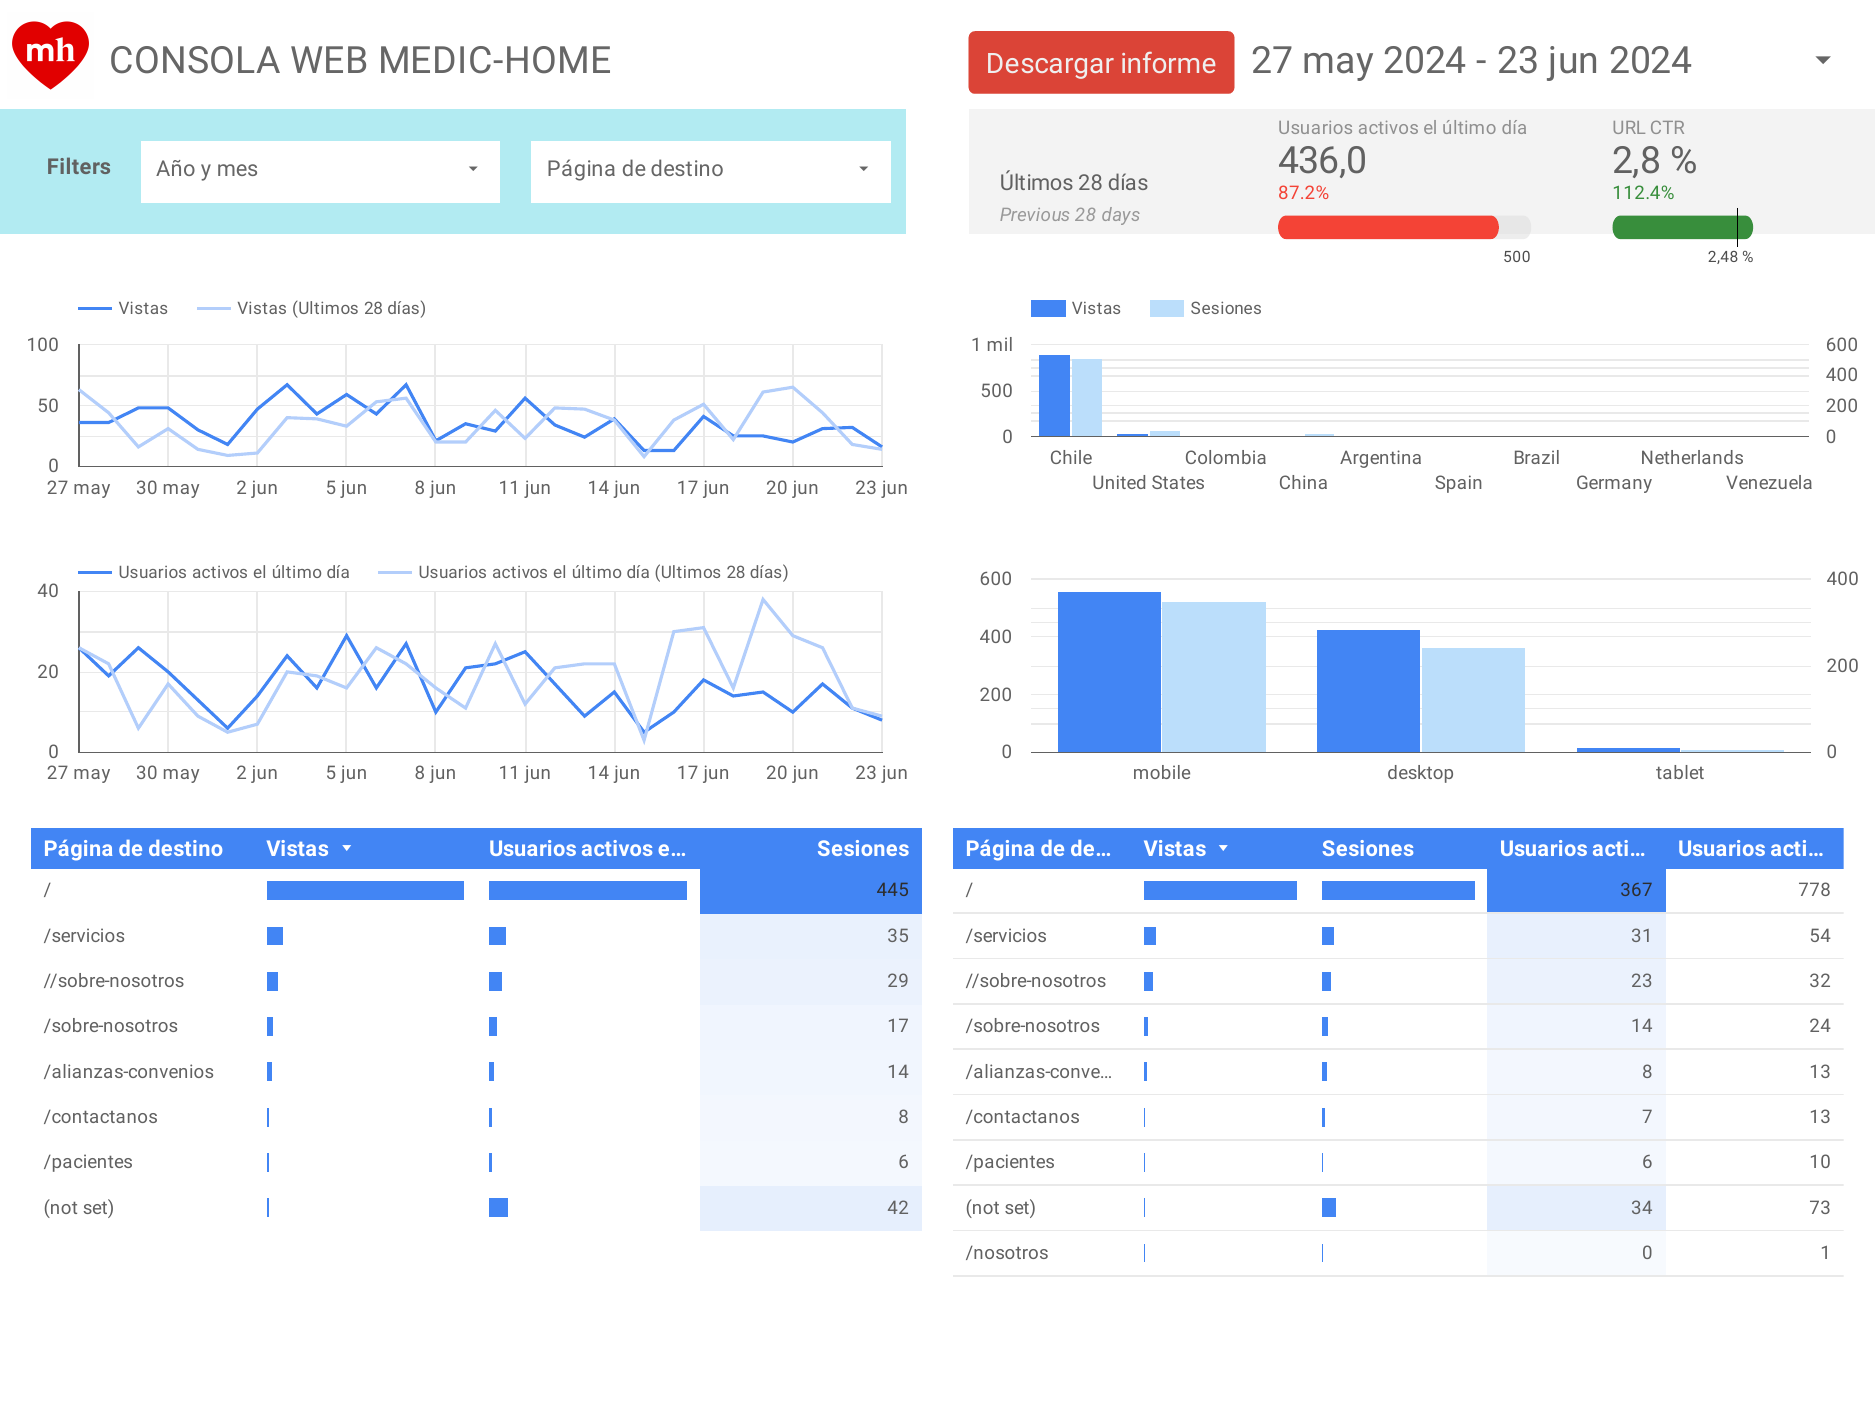 mh
CONSOLA WEB MEDIC-HOME
Descargar informe
27 may 2024 - 23 jun 2024
Filters
Año y mes
Página de destino
Últimos 28 días
Previous 28 days
Usuarios activos el último día
436,0
87.2%
500
URL CTR
2,8 %
112.4%
2,48 %
Vistas Vistas (Ultimos 28 días)
100
50
0
27 may 30 may 2 jun 5 jun 8 jun 11 jun 14 jun 17 jun 20 jun 23 jun
Vistas Sesiones
1 mil 600
400
500
200
0 0
Chile Colombia Argentina Brazil Netherlands
United States China Spain Germany Venezuela
Usuarios activos el último día Usuarios activos el último día (Ultimos 28 días)
40
20
0
27 may 30 may 2 jun 5 jun 8 jun 11 jun 14 jun 17 jun 20 jun 23 jun
600 400
400
200
200
0 0
mobile desktop tablet
Página de destino Vistas Usuarios activos e... Sesiones
/ 445
/servicios 35
//sobre-nosotros 29
/sobre-nosotros 17
/alianzas-convenios 14
/contactanos 8
/pacientes 6
(not set) 42
Página de de... Vistas Sesiones Usuarios acti... Usuarios acti...
/ 367 778
/servicios 31 54
//sobre-nosotros 23 32
/sobre-nosotros 14 24
/alianzas-conve... 8 13
/contactanos 7 13
/pacientes 6 10
(not set) 34 73
/nosotros 0 1